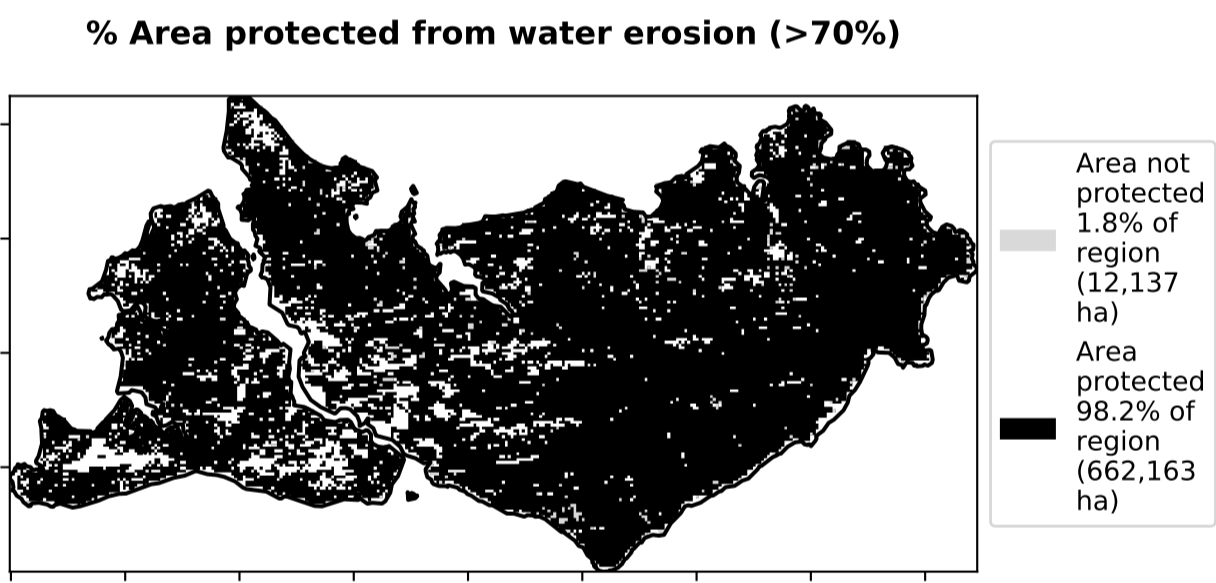 % Area protected from water erosion (>70%)
Area not
protected
1.8% of
region
(12,137
ha)
Area
protected
98.2% of
region
(662,163
ha)